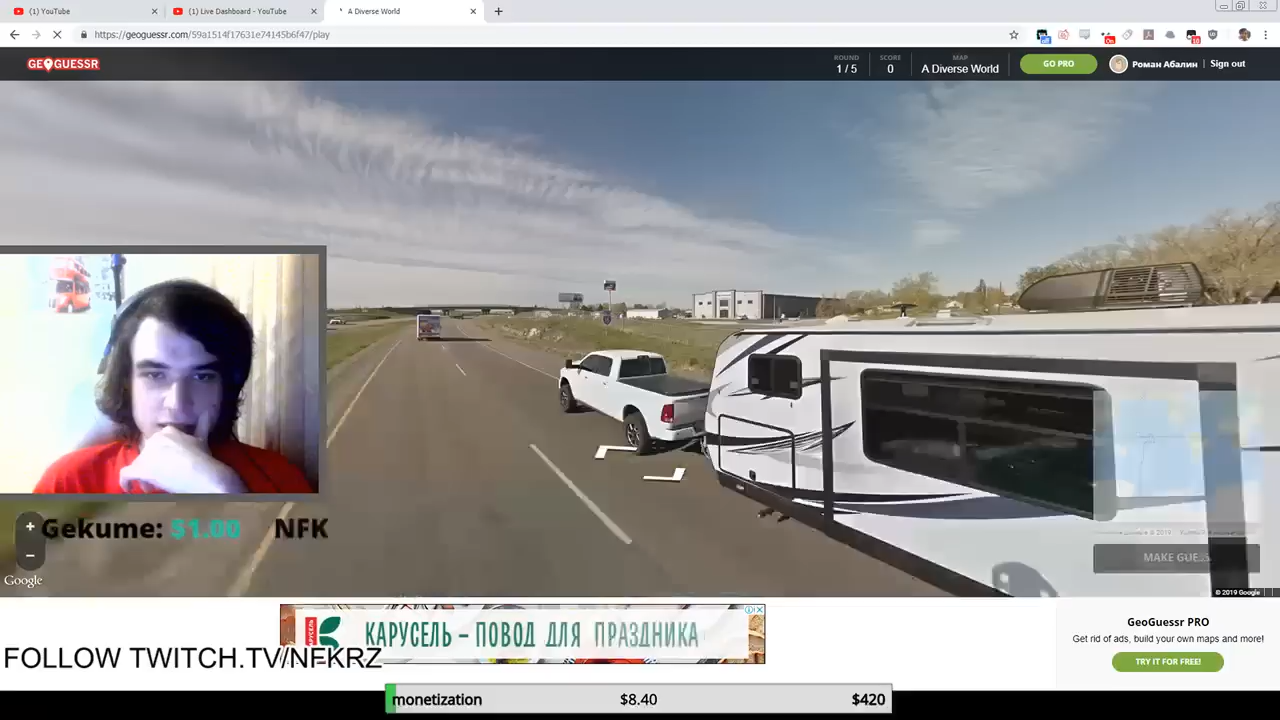 (1) YouTube
(1) Live Dashboard - YouTube
A Diverse World
https://geoguessr.com/59a1514f17631e74145b6f47/play
GEOGUESSR
ROUND
1 / 5
SCORE
0
MAP
A Diverse World
GO PRO
Роман Абалин
Sign out
Gekume: $1.00 NFK
Google
MAKE GUESS
© 2019 Google
КАРУСЕЛЬ
КАРУСЕЛЬ – ПОВОД ДЛЯ ПРАЗДНИКА
FOLLOW TWITCH.TV/NFKRZ
GeoGuessr PRO
Get rid of ads, build your own maps and more!
TRY IT FOR FREE!
monetization
$8.40
$420